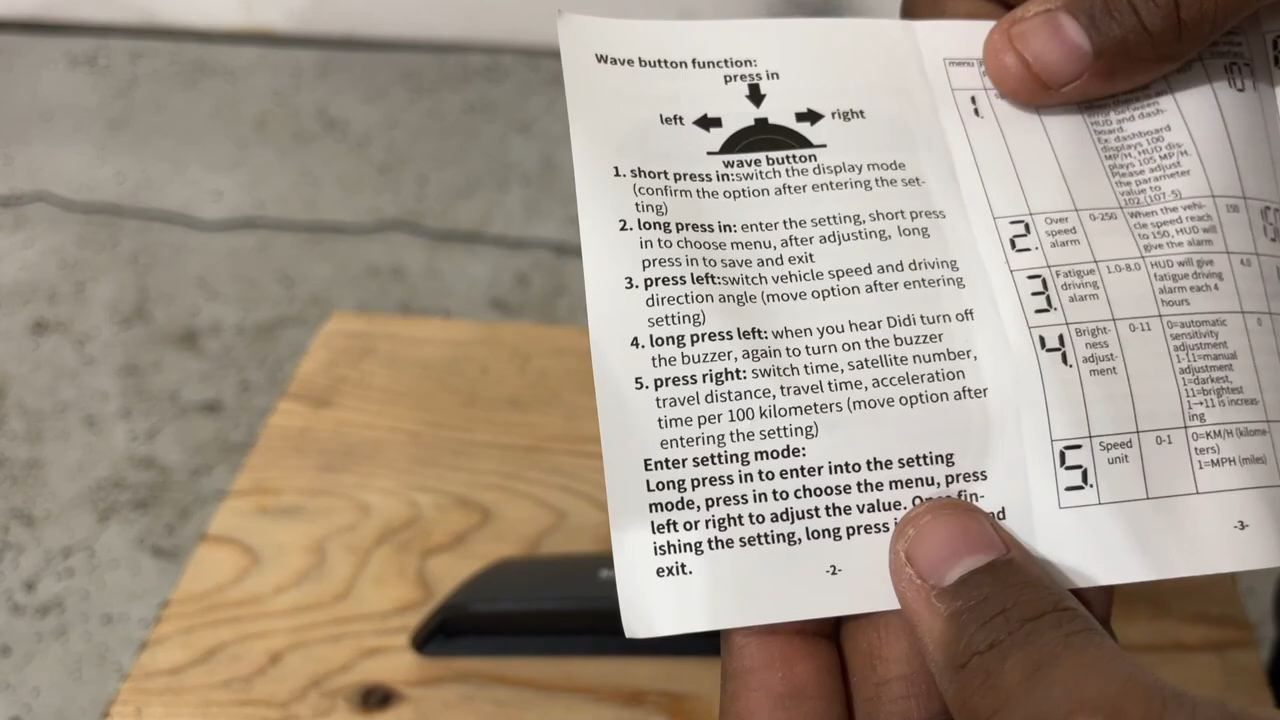 Wave button function:
press in
left
right
wave button
1. short press in:switch the display mode
(confirm the option after entering the set-
ting)
2. long press in: enter the setting, short press
in to choose menu, after adjusting, long
press in to save and exit
3. press left:switch vehicle speed and driving
direction angle (move option after entering
setting)
4. long press left: when you hear Didi turn off
the buzzer, again to turn on the buzzer
5. press right: switch time, satellite number,
travel distance, travel time, acceleration
time per 100 kilometers (move option after
entering the setting)
Enter setting mode:
Long press in to enter into the setting
mode, press in to choose the menu, press
left or right to adjust the value. Once fin-
ishing the setting, long press
exit.
-2-
menu
1.
error between
HUD and dash-
board.
Ex: dashboard
displays 100
MP/H, HUD dis-
plays 105 MP/H.
Please adjust
the parameter
value to
102 (107-5)
107
2.
Over
speed
alarm
0-250
When the vehi-
cle speed reach
to 150, HUD will
give the alarm
150
3.
Fatigue
driving
alarm
1.0-8.0
HUD will give
fatigue driving
alarm each 4
hours
4.0
4.
Bright-
ness
adjust-
ment
0-11
0=automatic
sensitivity
adjustment
1-11=manual
adjustment
1=darkest,
11=brightest
1→11 is increas-
ing
0
5.
Speed
unit
0-1
0=KM/H (kilome-
ters)
1=MPH (miles)
-3-